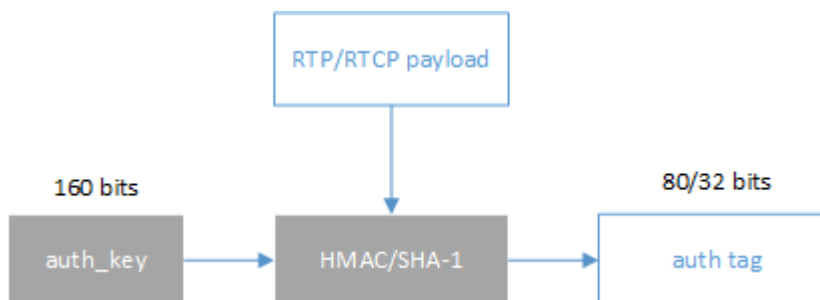 RTP/RTCP payload
160 bits
80/32 bits
auth_key
HMAC/SHA-1
auth tag